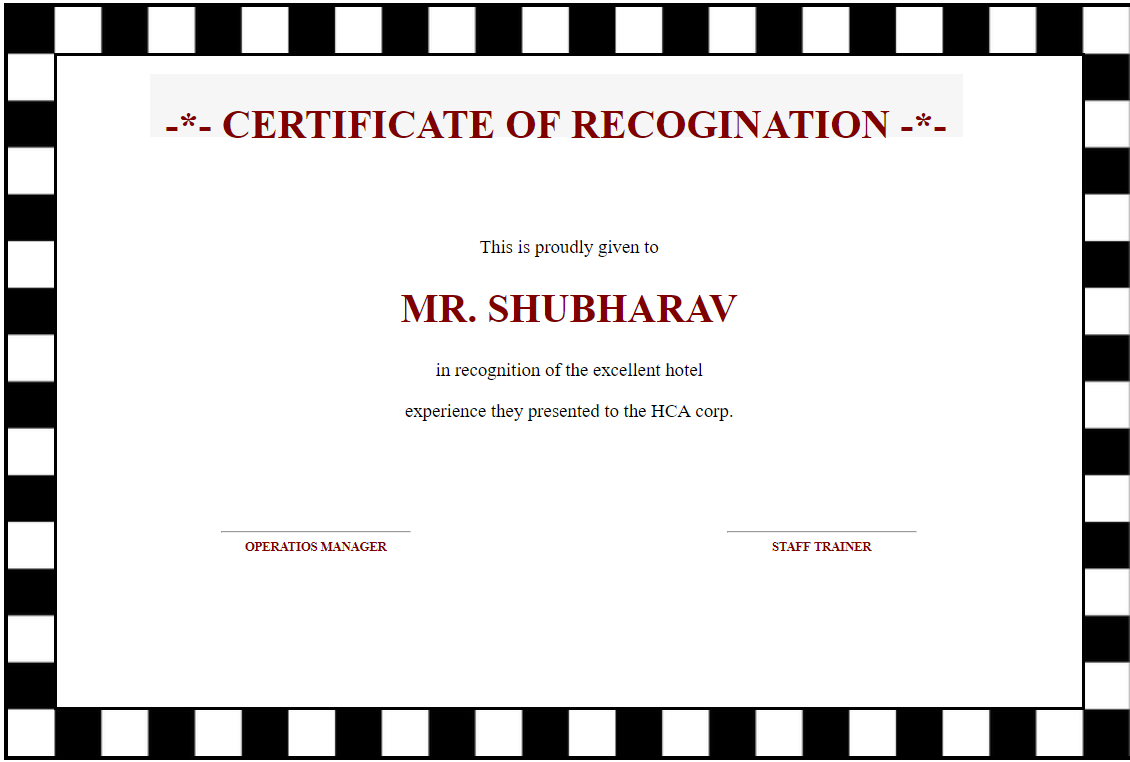 -*- CERTIFICATE OF RECOGINATION -*-
This is proudly given to
MR. SHUBHARAV
in recognition of the excellent hotel
experience they presented to the HCA corp.
OPERATIOS MANAGER
STAFF TRAINER